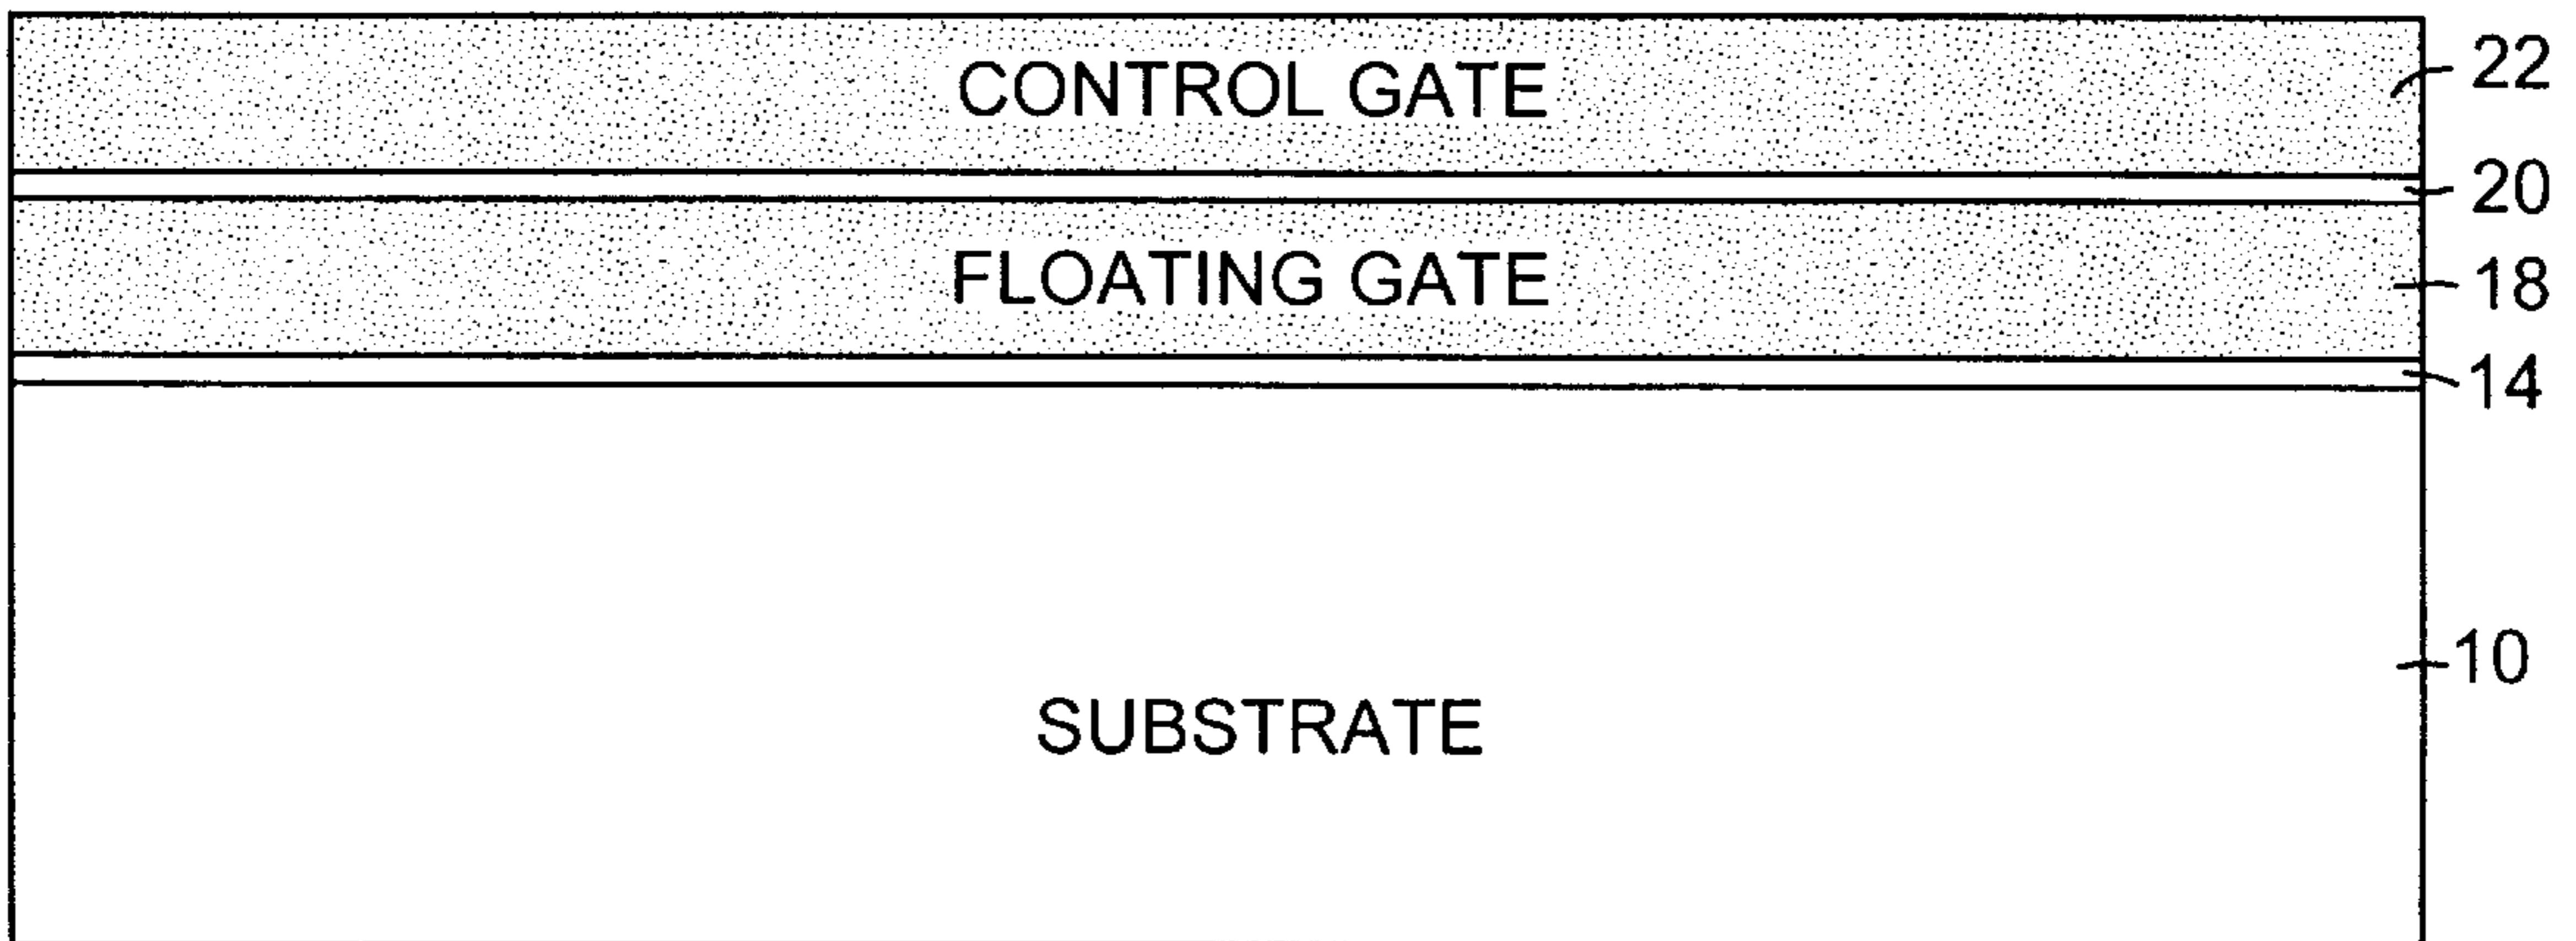 CONTROL GATE 22
20
FLOATING GATE 18
14
10
SUBSTRATE